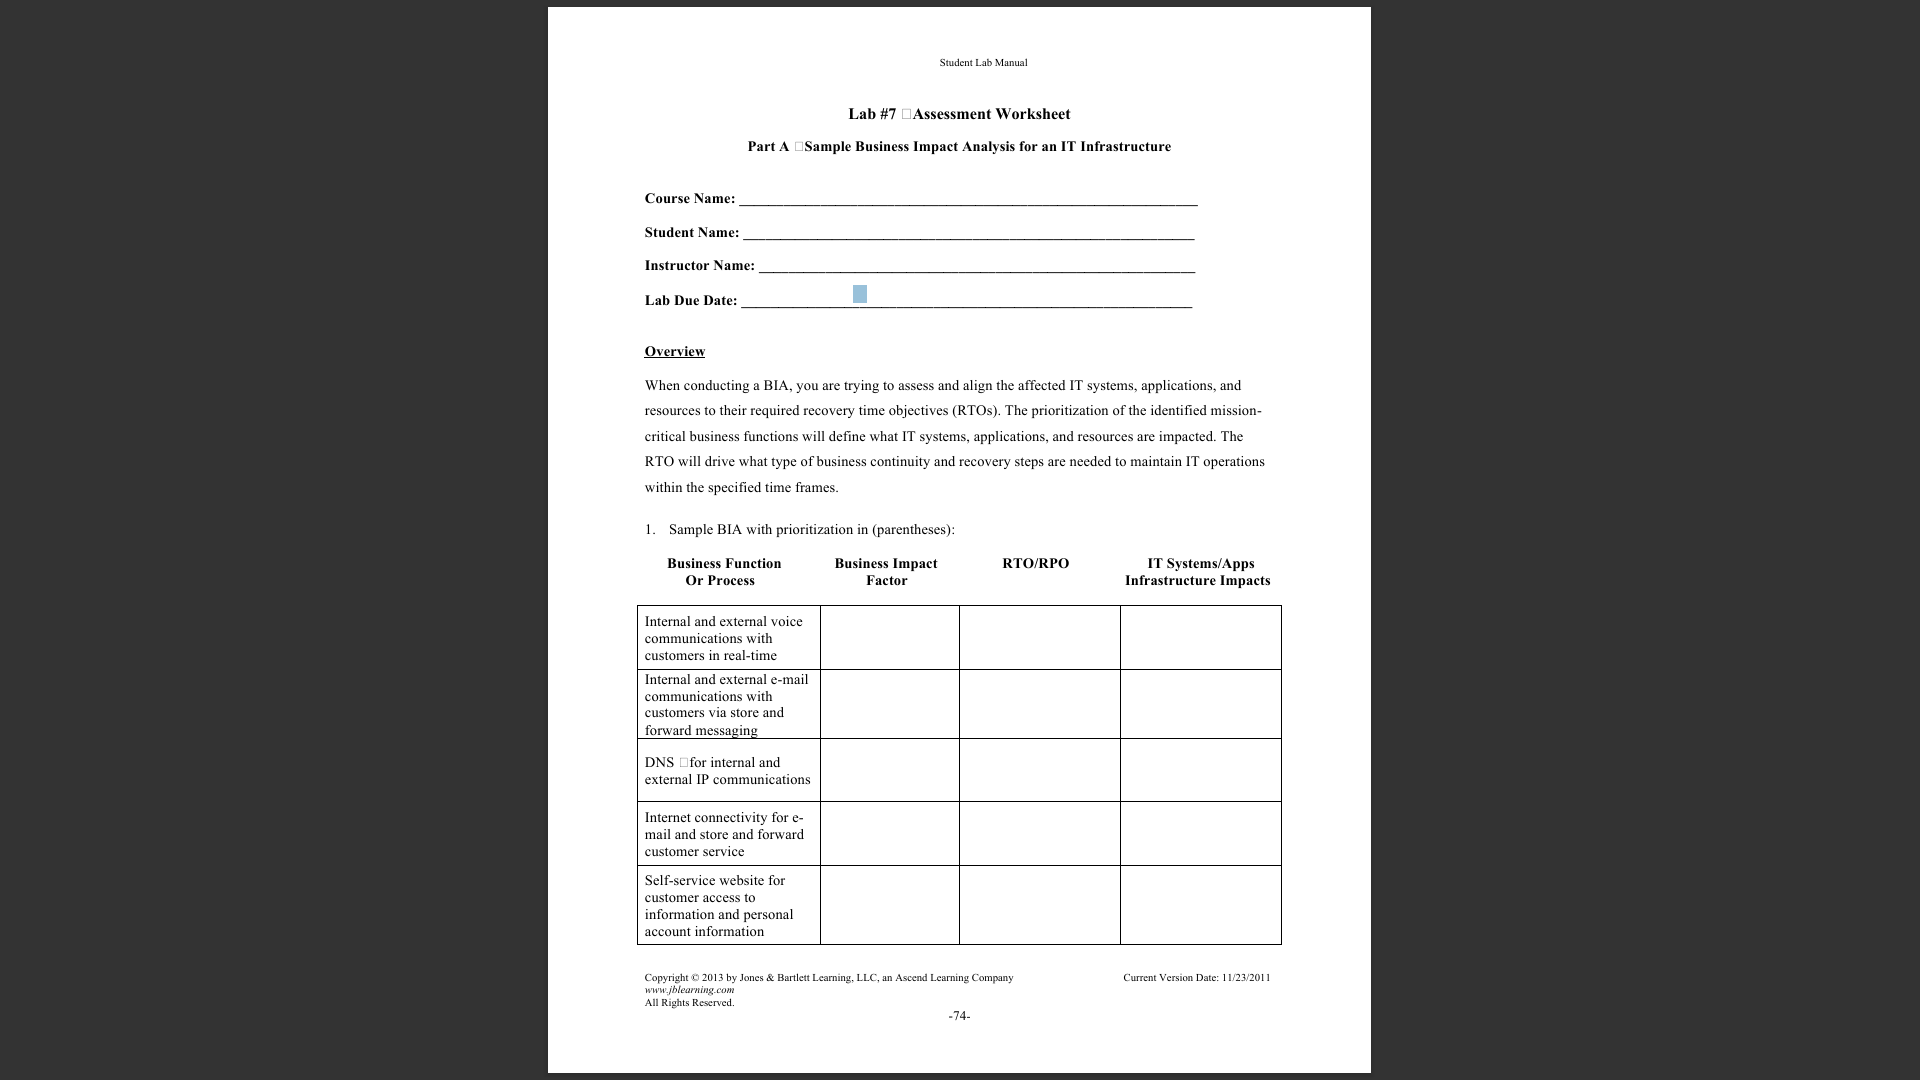 Student Lab Manual
Lab #7 □Assessment Worksheet
Part A □Sample Business Impact Analysis for an IT Infrastructure
Course Name: _____________________________________________________________
Student Name: ____________________________________________________________
Instructor Name: __________________________________________________________
Lab Due Date: ____________________________________________________________
Overview
When conducting a BIA, you are trying to assess and align the affected IT systems, applications, and
resources to their required recovery time objectives (RTOs). The prioritization of the identified mission-
critical business functions will define what IT systems, applications, and resources are impacted. The
RTO will drive what type of business continuity and recovery steps are needed to maintain IT operations
within the specified time frames.
1. Sample BIA with prioritization in (parentheses):
Business Function
Or Process
Business Impact
Factor
RTO/RPO
IT Systems/Apps
Infrastructure Impacts
Internal and external voice
communications with
customers in real-time
Internal and external e-mail
communications with
customers via store and
forward messaging
DNS □for internal and
external IP communications
Internet connectivity for e-
mail and store and forward
customer service
Self-service website for
customer access to
information and personal
account information
Copyright © 2013 by Jones & Bartlett Learning, LLC, an Ascend Learning Company
www.jblearning.com
All Rights Reserved.
Current Version Date: 11/23/2011
-74-